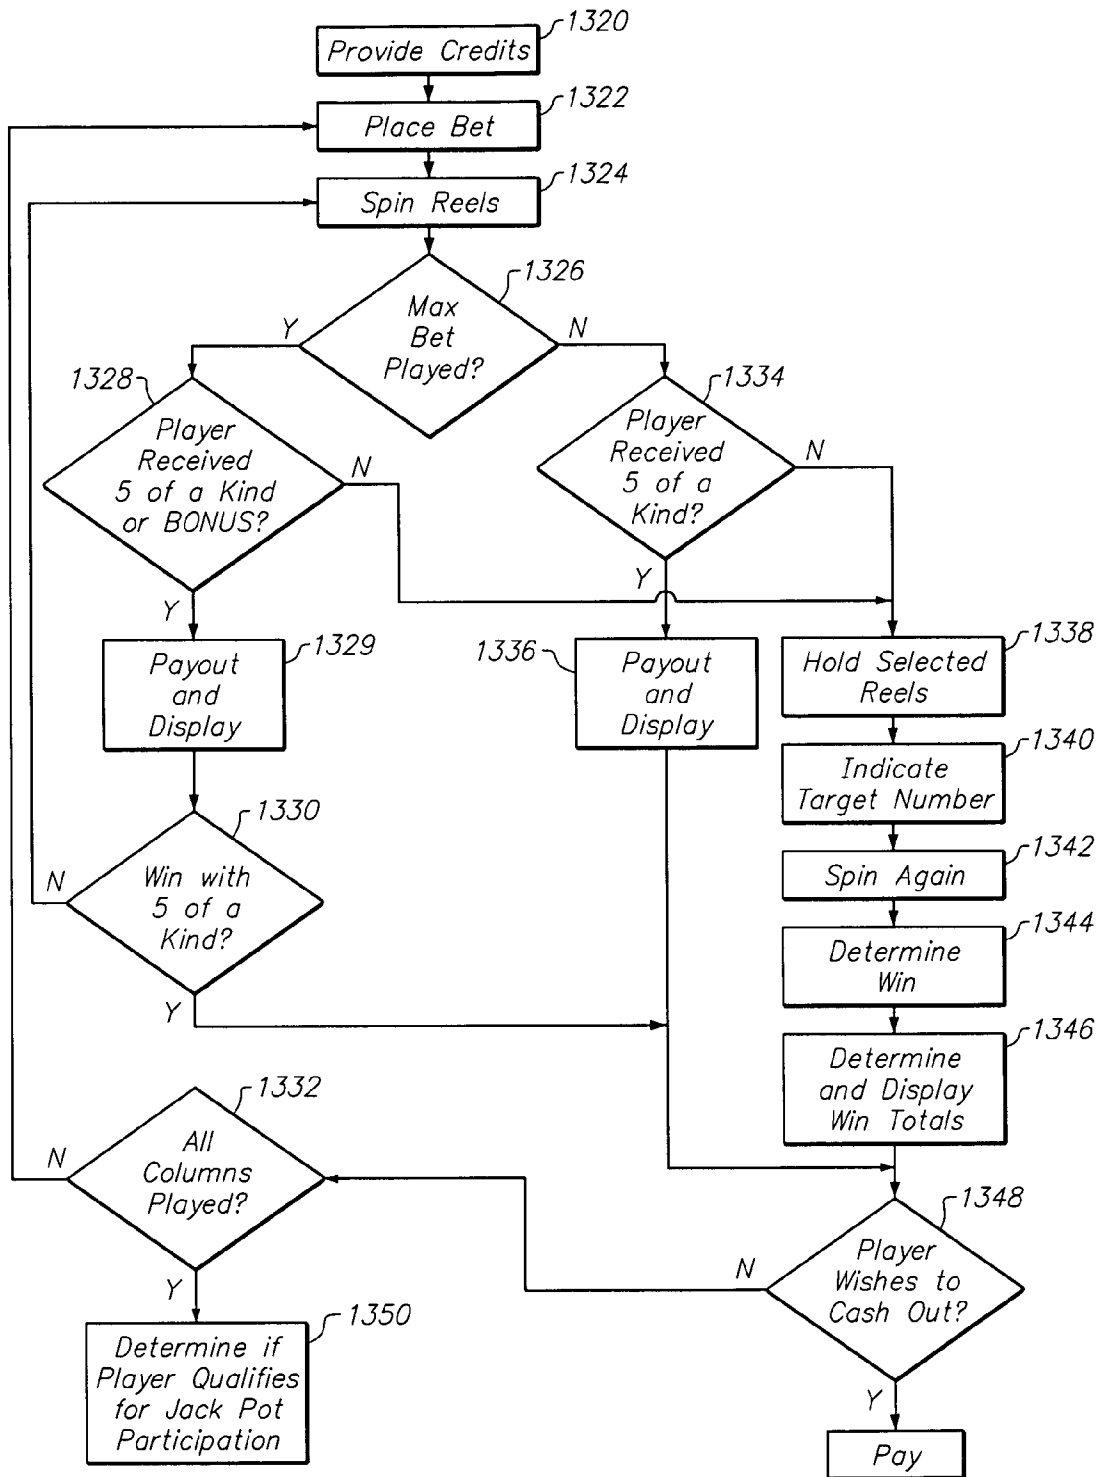 1320
Provide Credits
1322
Place Bet
1324
Spin Reels
1326
Max
Bet
Played?
Y
N
1328
Player
Received
5 of a Kind
or BONUS?
N
Y
1334
Player
Received
5 of a
Kind?
N
Y
1329
Payout
and
Display
1336
Payout
and
Display
1338
Hold Selected
Reels
1340
Indicate
Target Number
1330
Win with
5 of a
Kind?
N
Y
1342
Spin Again
1344
Determine
Win
1346
Determine
and Display
Win Totals
1332
All
Columns
Played?
N
Y
1348
Player
Wishes to
Cash Out?
N
Y
1350
Determine if
Player Qualifies
for Jack Pot
Participation
Pay